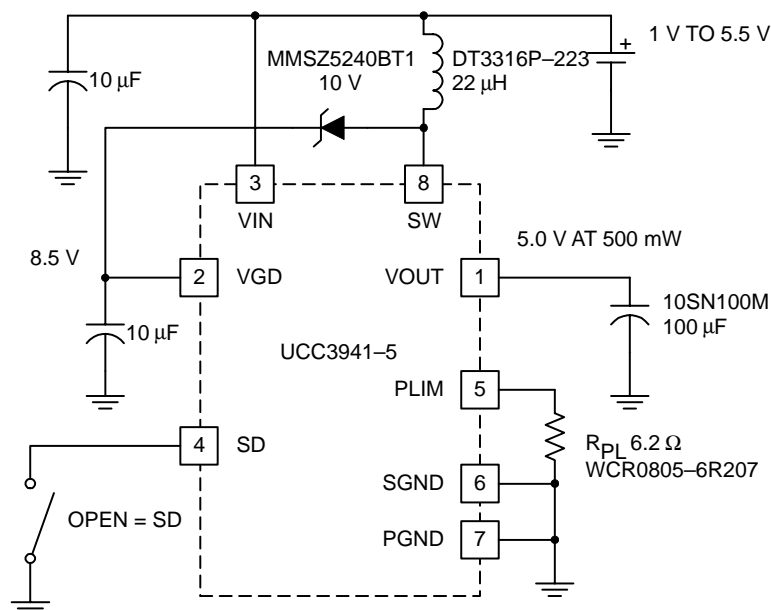 1 V TO 5.5 V
MMSZ5240BT1
10 V
DT3316P–223
22 µH
+
10 µF
3
8
VIN
SW
5.0 V AT 500 mW
8.5 V
2
VGD
VOUT
1
10SN100M
100 µF
10 µF
UCC3941–5
PLIM
5
4
SD
RPL 6.2 Ω
WCR0805–6R207
SGND
6
OPEN = SD
PGND
7